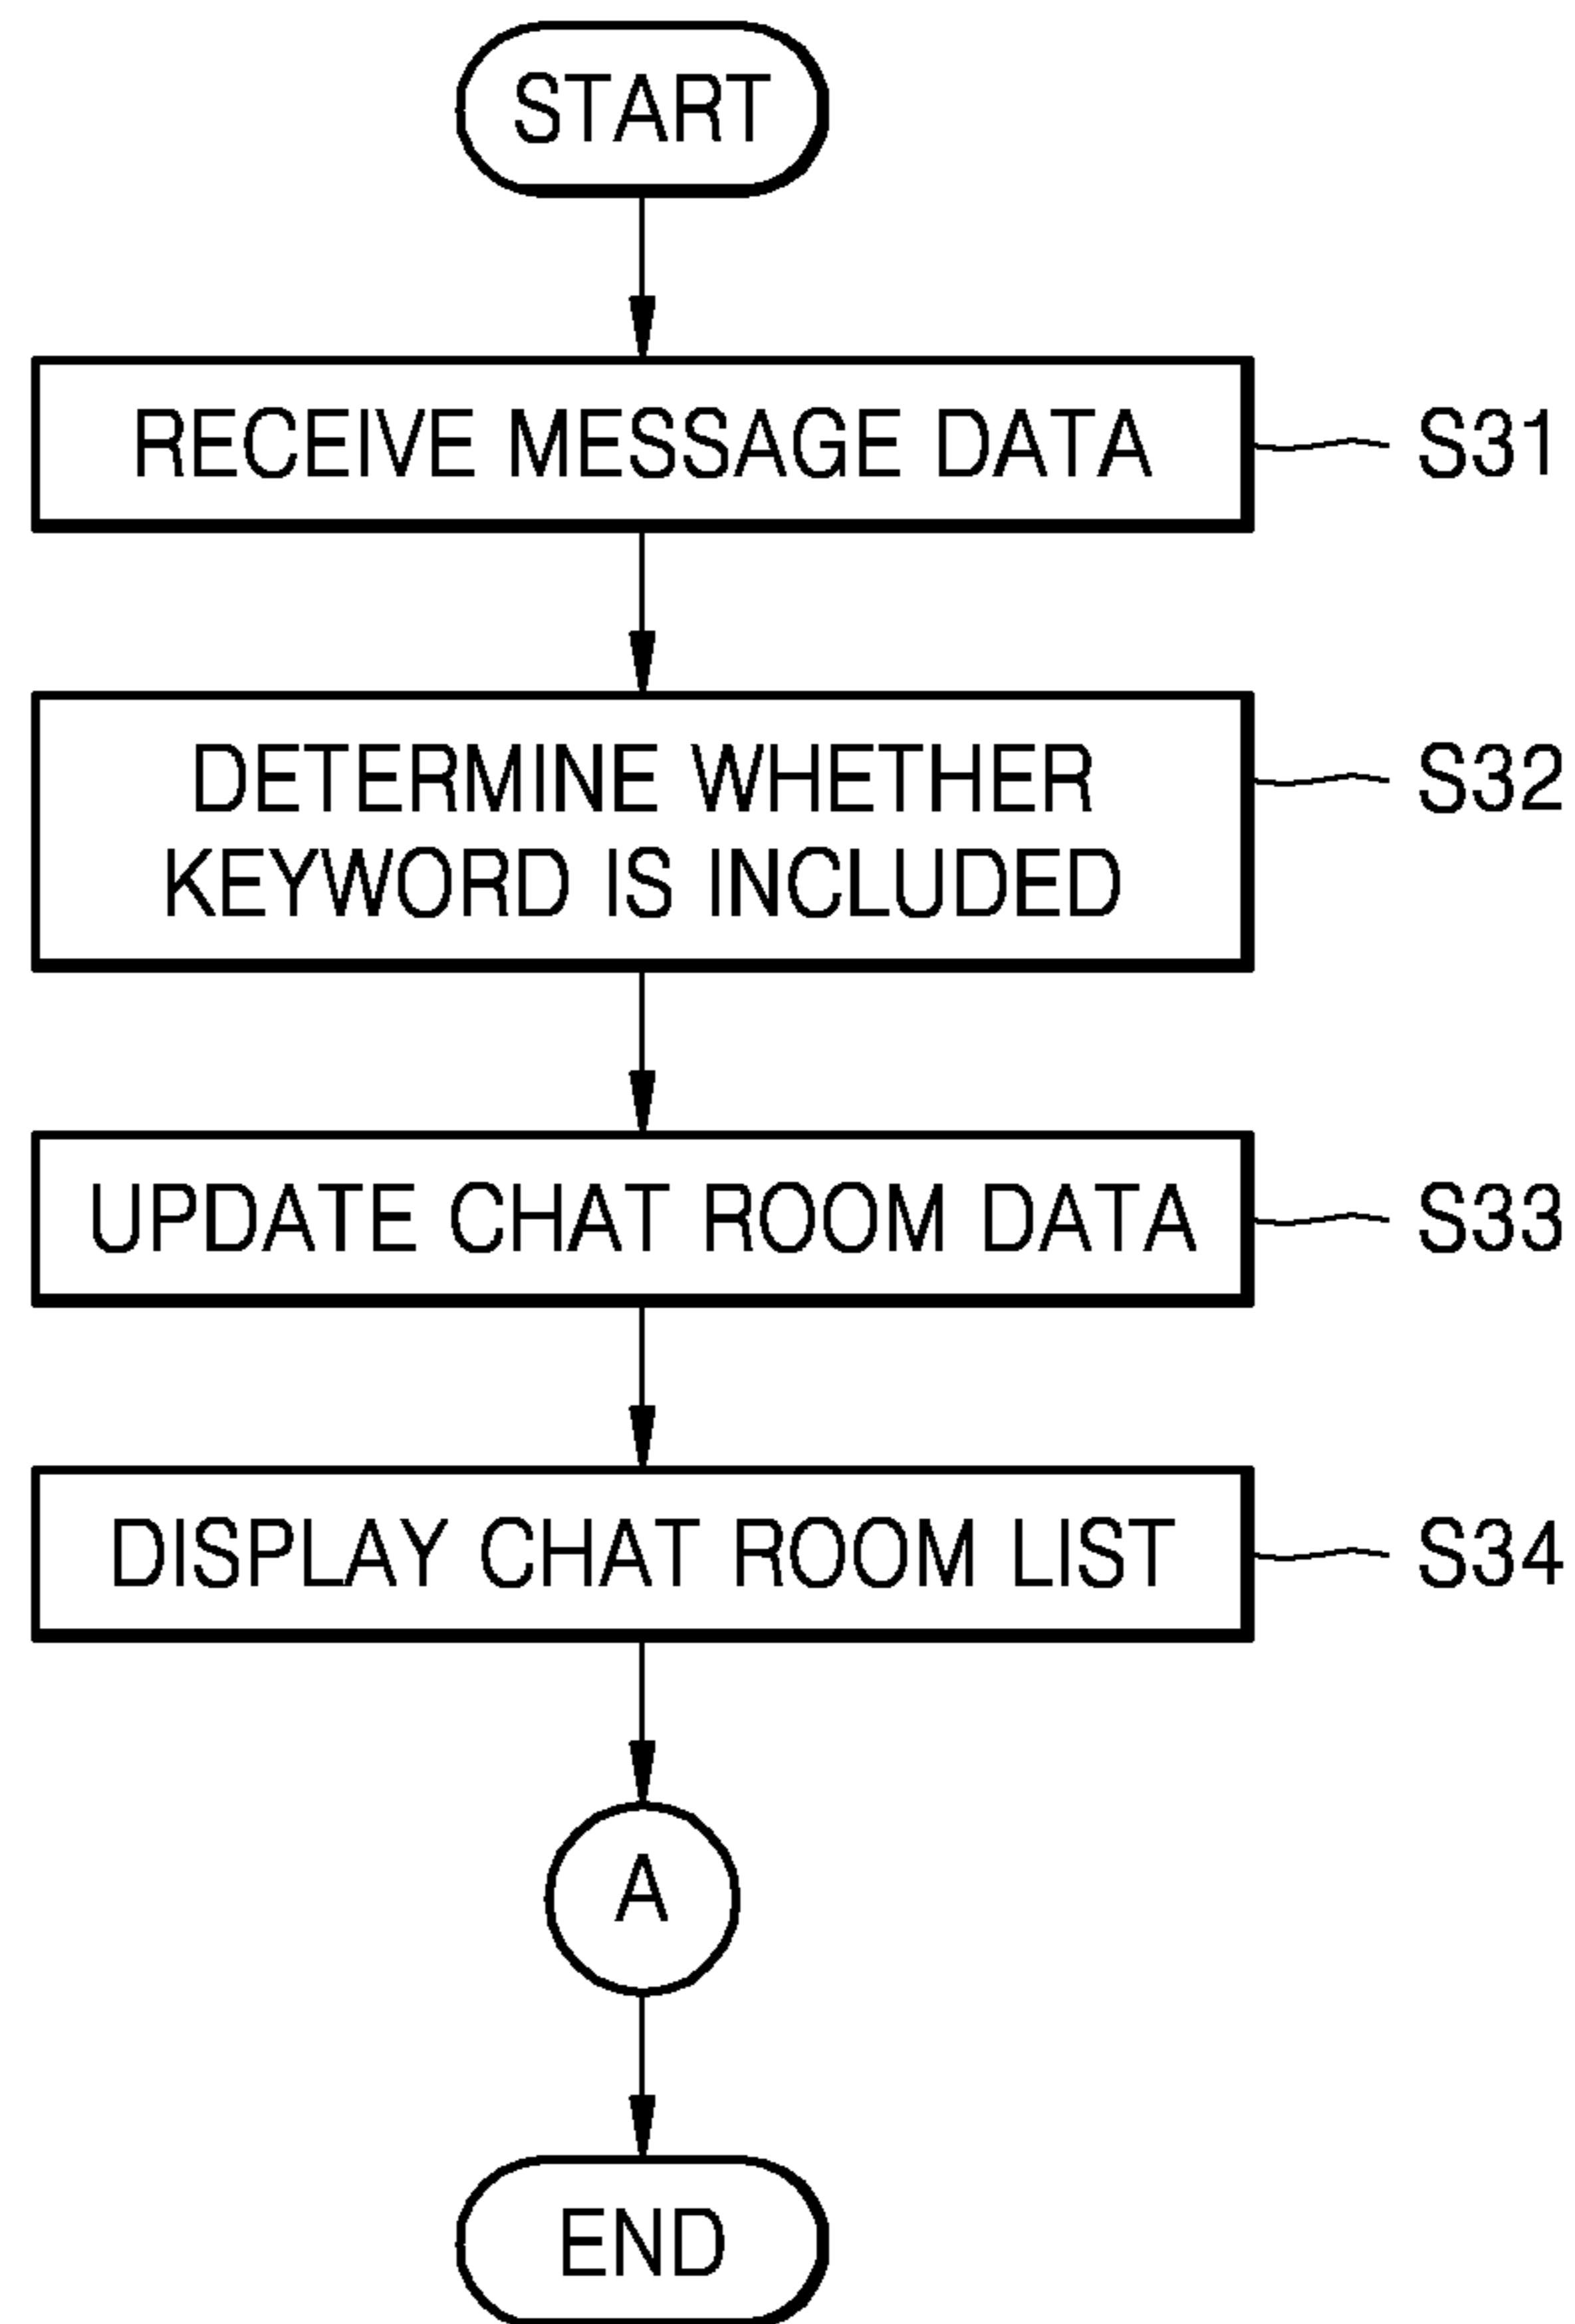 START
RECEIVE MESSAGE DATA
S31
DETERMINE WHETHER
KEYWORD IS INCLUDED
S32
UPDATE CHAT ROOM DATA
S33
DISPLAY CHAT ROOM LIST
S34
A
END